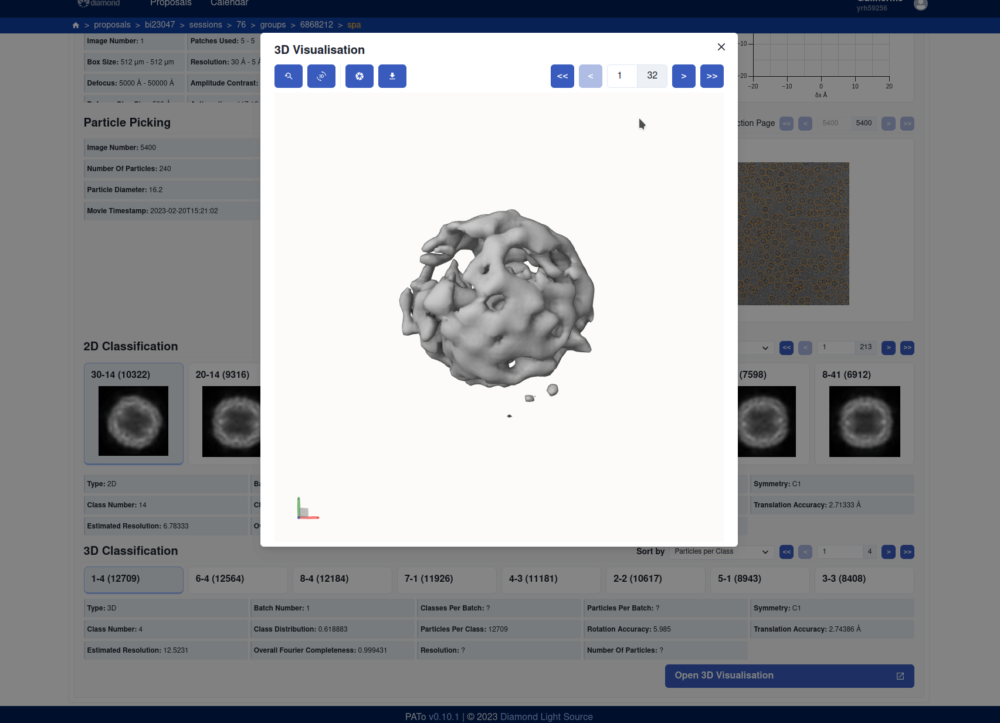 diamond
Proposals
Calendar
yrh59256
> proposals > bi23047 > sessions > 76 > groups > 6868212 > spa
Image Number: 1
Patches Used: 5 - 5
Box Size: 512 µm - 512 µm
Resolution: 30 Å - 5 Å
Defocus: 5000 Å - 50000 Å
Amplitude Contrast:
3D Visualisation
3D
<<
<
1
32
>
>>
−10
−20
−20
−10
0
10
20
δx Å
Particle Picking
ction Page
<<
<
5400
5400
>
>>
Image Number: 5400
Number Of Particles: 240
Particle Diameter: 16.2
Movie Timestamp: 2023-02-20T15:21:02
2D Classification
<<
<
1
213
>
>>
30-14 (10322)
20-14 (9316)
(7598)
8-41 (6912)
Type: 2D
Symmetry: C1
Class Number: 14
Translation Accuracy: 2.71333 Å
Estimated Resolution: 6.78333
3D Classification
Sort by
Particles per Class
<<
<
1
4
>
>>
1-4 (12709)
6-4 (12564)
8-4 (12184)
7-1 (11926)
4-3 (11181)
2-2 (10617)
5-1 (8943)
3-3 (8408)
Type: 3D
Batch Number: 1
Classes Per Batch: ?
Particles Per Batch: ?
Symmetry: C1
Class Number: 4
Class Distribution: 0.618883
Particles Per Class: 12709
Rotation Accuracy: 5.985
Translation Accuracy: 2.74386 Å
Estimated Resolution: 12.5231
Overall Fourier Completeness: 0.999431
Resolution: ?
Number Of Particles: ?
Open 3D Visualisation
PATo v0.10.1 | © 2023 Diamond Light Source